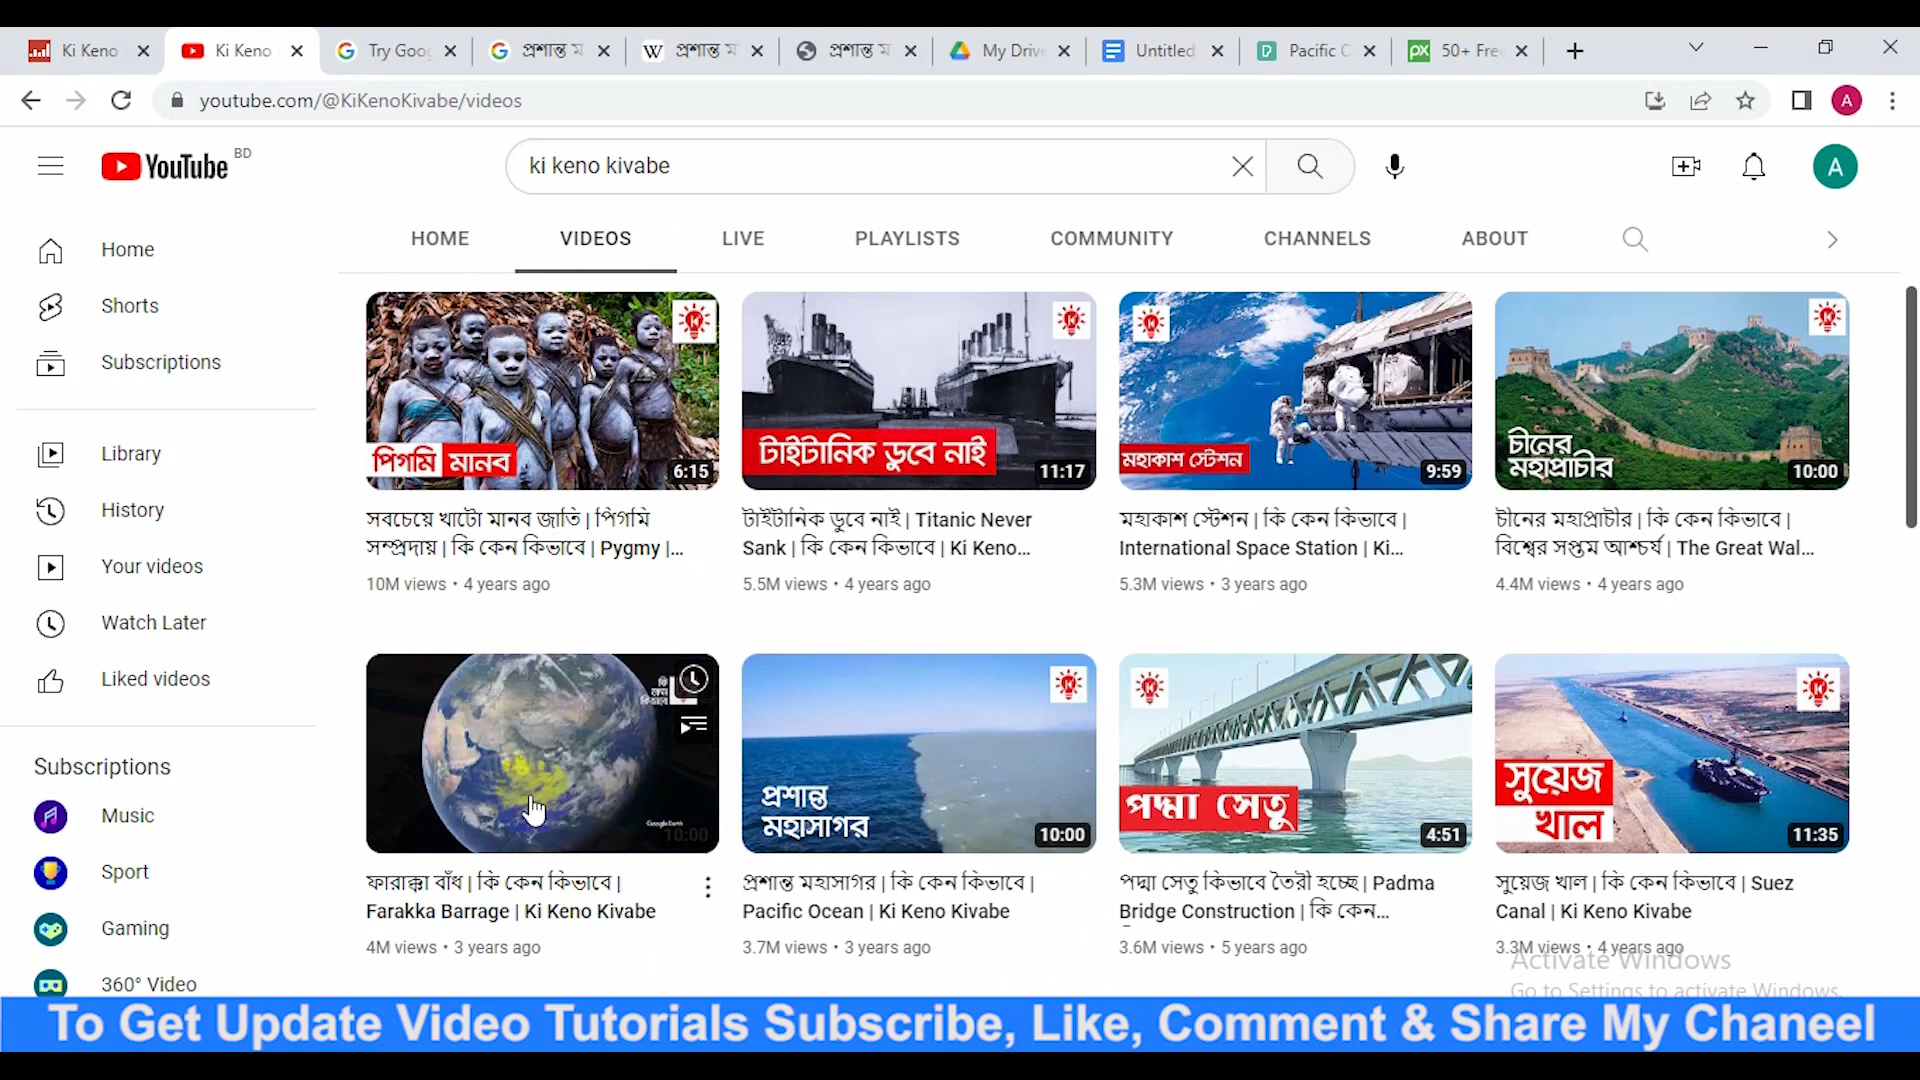 Ki Keno
Ki Keno
Try Goo
প্রশান্ত ম
প্রশান্ত ম
প্রশান্ত ম
My Drive
Untitled
Pacific C
50+ Fre
youtube.com/@KiKenoKivabe/videos
A
YouTube BD
ki keno kivabe
A
HOME
VIDEOS
LIVE
PLAYLISTS
COMMUNITY
CHANNELS
ABOUT
Home
Shorts
Subscriptions
Library
History
Your videos
Watch Later
Liked videos
Subscriptions
Music
Sport
Gaming
360° Video
পিগমি মানব
6:15
টাইটানিক ডুবে নাই
11:17
মহাকাশ স্টেশন
9:59
চীনের
মহাপ্রাচীর
10:00
সবচেয়ে খাটো মানব জাতি | পিগমি
সম্প্রদায় | কি কেন কিভাবে | Pygmy |...
10M views • 4 years ago
টাইটানিক ডুবে নাই | Titanic Never
Sank | কি কেন কিভাবে | Ki Keno...
5.5M views • 4 years ago
মহাকাশ স্টেশন | কি কেন কিভাবে |
International Space Station | Ki...
5.3M views • 3 years ago
চীনের মহাপ্রাচীর | কি কেন কিভাবে |
বিশ্বের সপ্তম আশ্চর্য | The Great Wal...
4.4M views • 4 years ago
কি
কেন
কিভাবে
Google Earth
10:00
প্রশান্ত
মহাসাগর
10:00
পদ্মা সেতু
4:51
সুয়েজ
খাল
11:35
ফারাক্কা বাঁধ | কি কেন কিভাবে |
Farakka Barrage | Ki Keno Kivabe
4M views • 3 years ago
প্রশান্ত মহাসাগর | কি কেন কিভাবে |
Pacific Ocean | Ki Keno Kivabe
3.7M views • 3 years ago
পদ্মা সেতু কিভাবে তৈরী হচ্ছে | Padma
Bridge Construction | কি কেন...
3.6M views • 5 years ago
সুয়েজ খাল | কি কেন কিভাবে | Suez
Canal | Ki Keno Kivabe
3.3M views • 4 years ago
Activate Windows
Go to Settings to activate Windows.
To Get Update Video Tutorials Subscribe, Like, Comment & Share My Chaneel